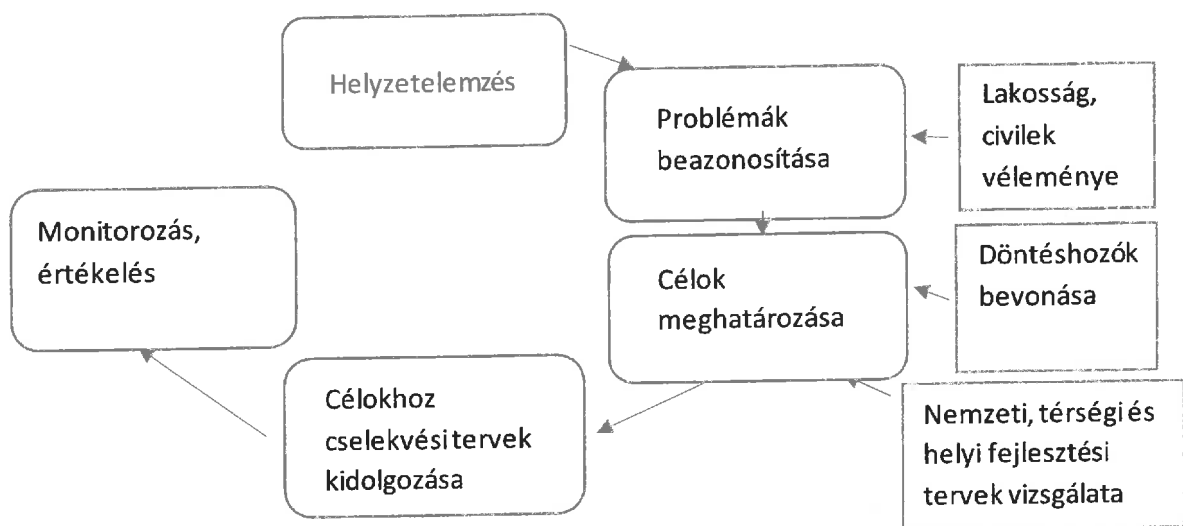 Helyzetelemzés
Problémák
beazonosítása
Lakosság,
civilek
véleménye
Célok
meghatározása
Döntéshozók
bevonása
Nemzeti, térségi és
helyi fejlesztési
tervek vizsgálata
Célokhoz
cselekvési tervek
kidolgozása
Monitorozás,
értékelés